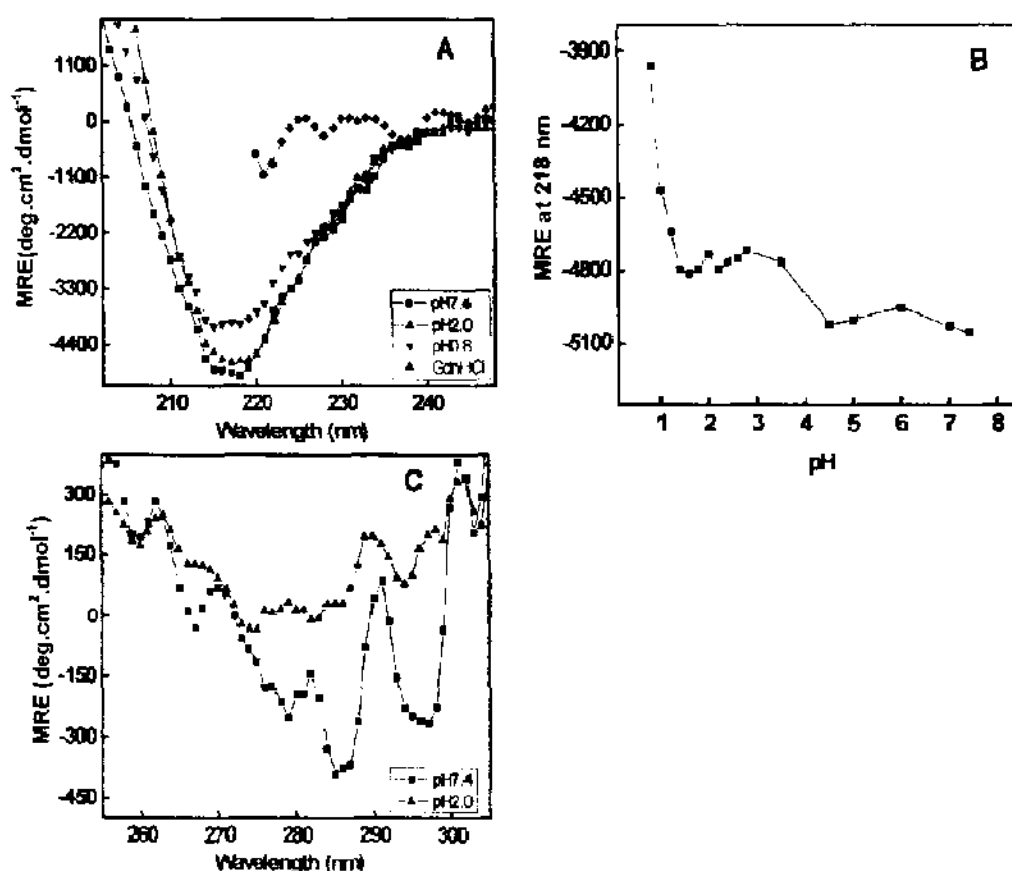 A
MRE(deg.cm².dmol⁻¹)
1100
0
-1100
-2200
-3300
-4400
pH7.4
pH2.0
pH0.8
GdnHCl
210 220 230 240
Wavelength (nm)
B
MRE at 218 nm
-3900
-4200
-4500
-4800
-5100
1 2 3 4 5 6 7 8
pH
C
MRE (deg.cm².dmol⁻¹)
300
150
0
-150
-300
-450
pH7.4
pH2.0
260 270 280 290 300
Wavelength (nm)